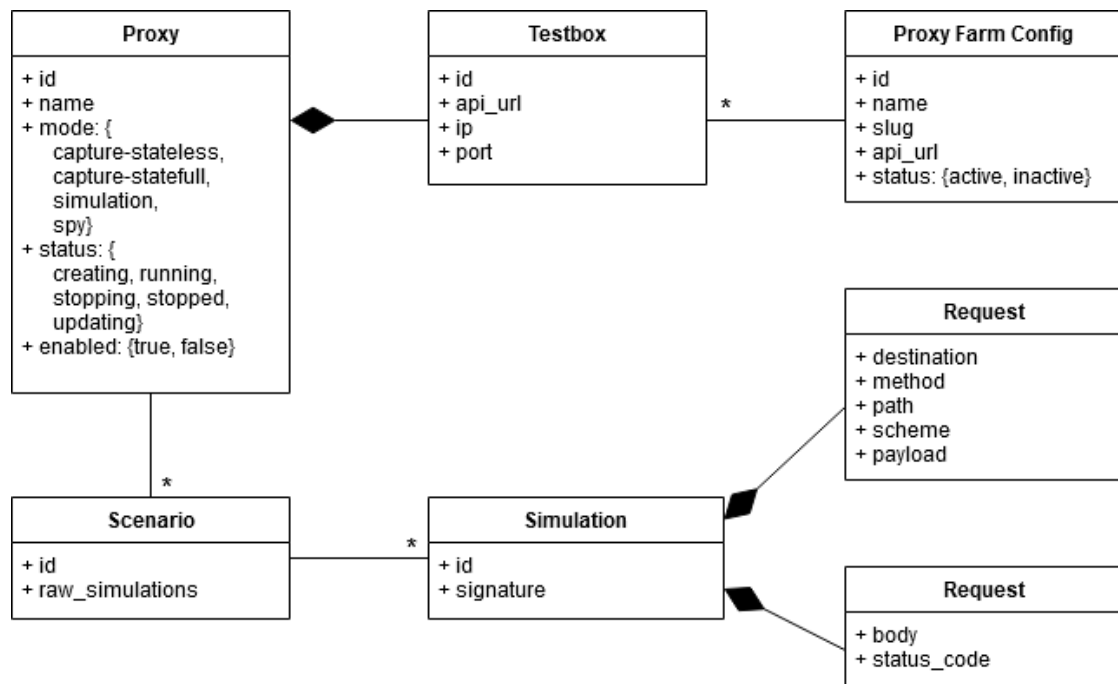 Proxy
+ id
+ name
+ mode: {
capture-stateless,
capture-statefull,
simulation,
spy}
+ status: {
creating, running,
stopping, stopped,
updating}
+ enabled: {true, false}
Testbox
+ id
+ api_url
+ ip
+ port
*
Proxy Farm Config
+ id
+ name
+ slug
+ api_url
+ status: {active, inactive}
*
Scenario
+ id
+ raw_simulations
*
Simulation
+ id
+ signature
Request
+ destination
+ method
+ path
+ scheme
+ payload
Request
+ body
+ status_code